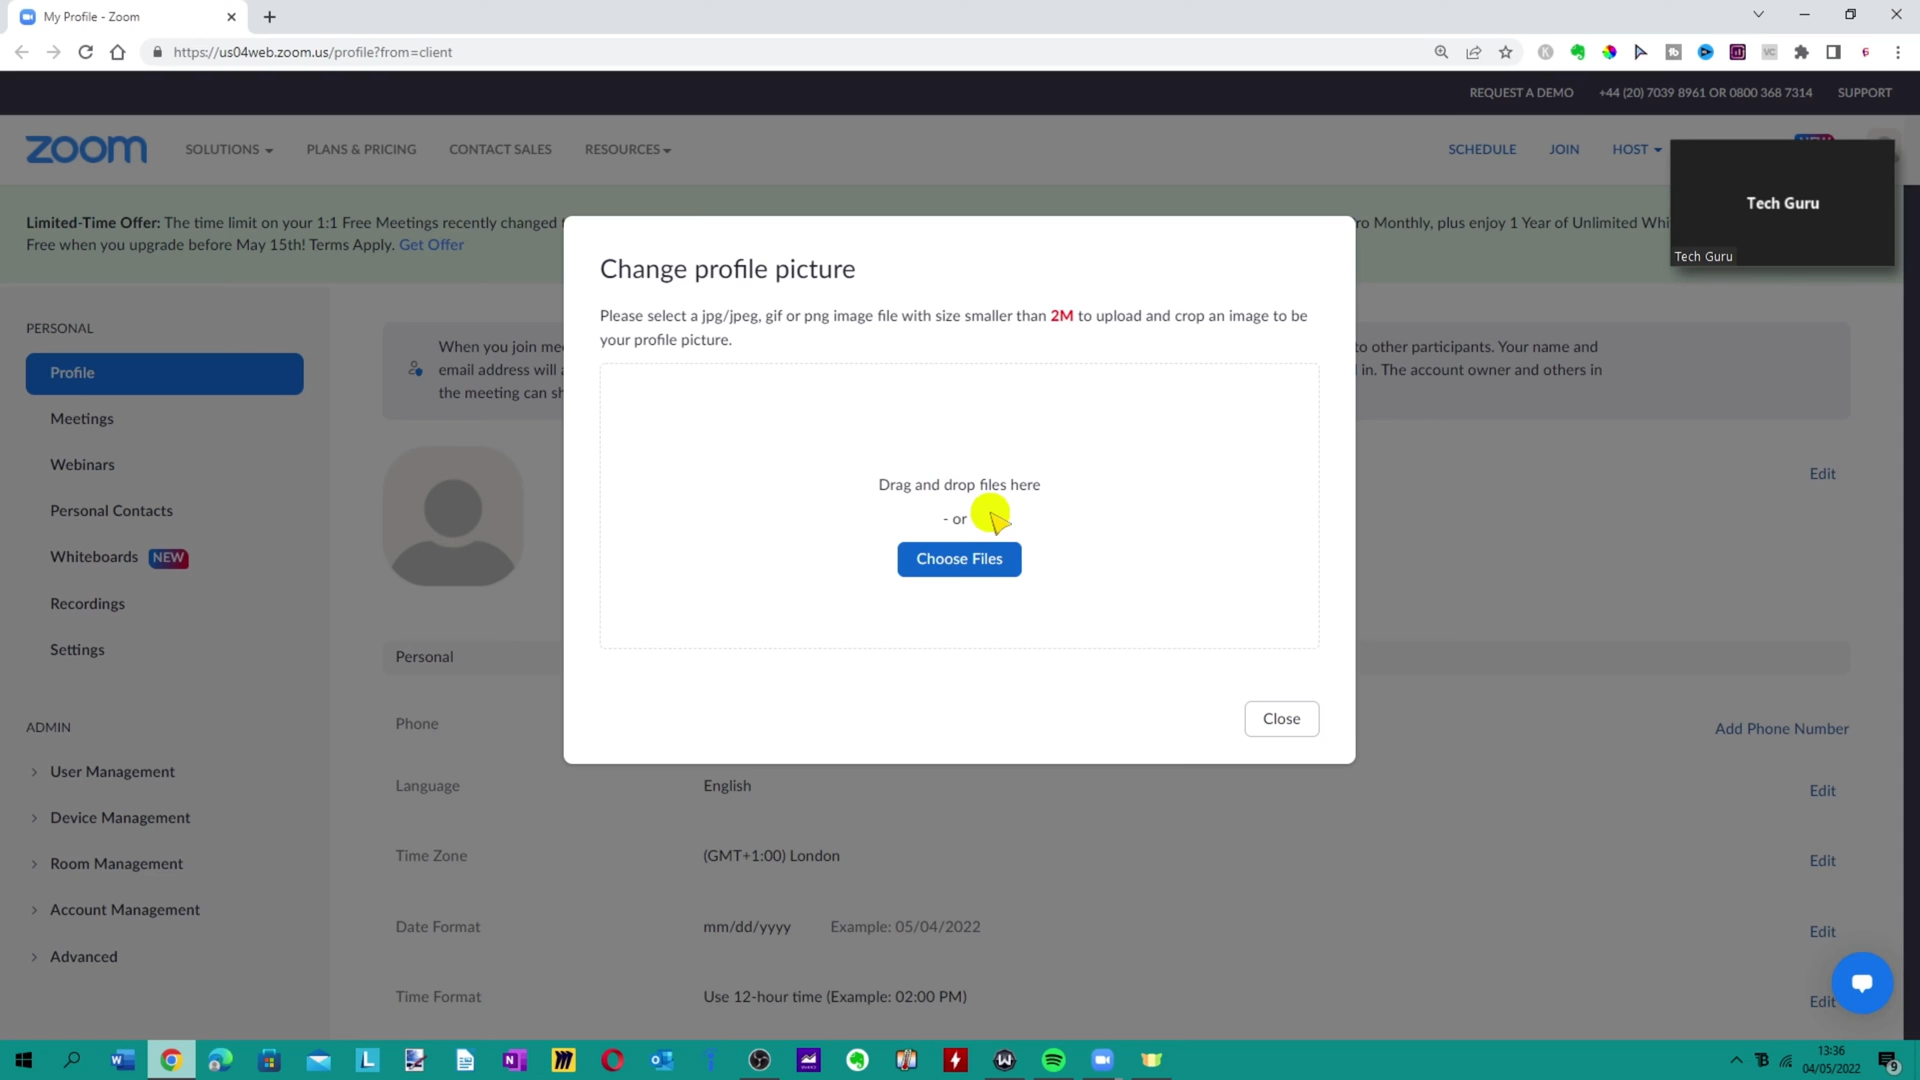 My Profile - Zoom
https://us04web.zoom.us/profile?from=client
REQUEST A DEMO
+44 (20) 7039 8961 OR 0800 368 7314
SUPPORT
zoom
SOLUTIONS
PLANS & PRICING
CONTACT SALES
RESOURCES
SCHEDULE
JOIN
HOST
Limited-Time Offer: The time limit on your 1:1 Free Meetings recently changed
ro Monthly, plus enjoy 1 Year of Unlimited Whi
Free when you upgrade before May 15th! Terms Apply. Get Offer
Tech Guru
Tech Guru
Change profile picture
Please select a jpg/jpeg, gif or png image file with size smaller than 2M to upload and crop an image to be
your profile picture.
Drag and drop files here
- or
Choose Files
Close
PERSONAL
Profile
Meetings
Webinars
Personal Contacts
Whiteboards NEW
Recordings
Settings
ADMIN
User Management
Device Management
Room Management
Account Management
Advanced
When you join me
to other participants. Your name and
email address will
in. The account owner and others in
the meeting can sh
Edit
Personal
Phone
Add Phone Number
Language
English
Edit
Time Zone
(GMT+1:00) London
Edit
Date Format
mm/dd/yyyy
Example: 05/04/2022
Edit
Time Format
Use 12-hour time (Example: 02:00 PM)
Edit
13:36
04/05/2022
9